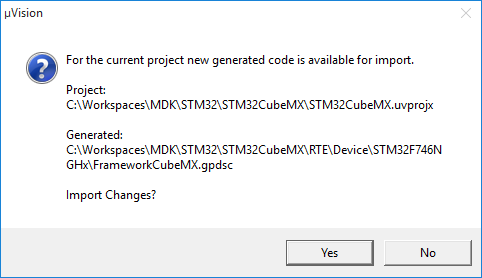 µVision
For the current project new generated code is available for import.
Project:
C:\Workspaces\MDK\STM32\STM32CubeMX\STM32CubeMX.uvprojx
Generated:
C:\Workspaces\MDK\STM32\STM32CubeMX\RTE\Device\STM32F746N
GHx\FrameworkCubeMX.gpdsc
Import Changes?
Yes
No